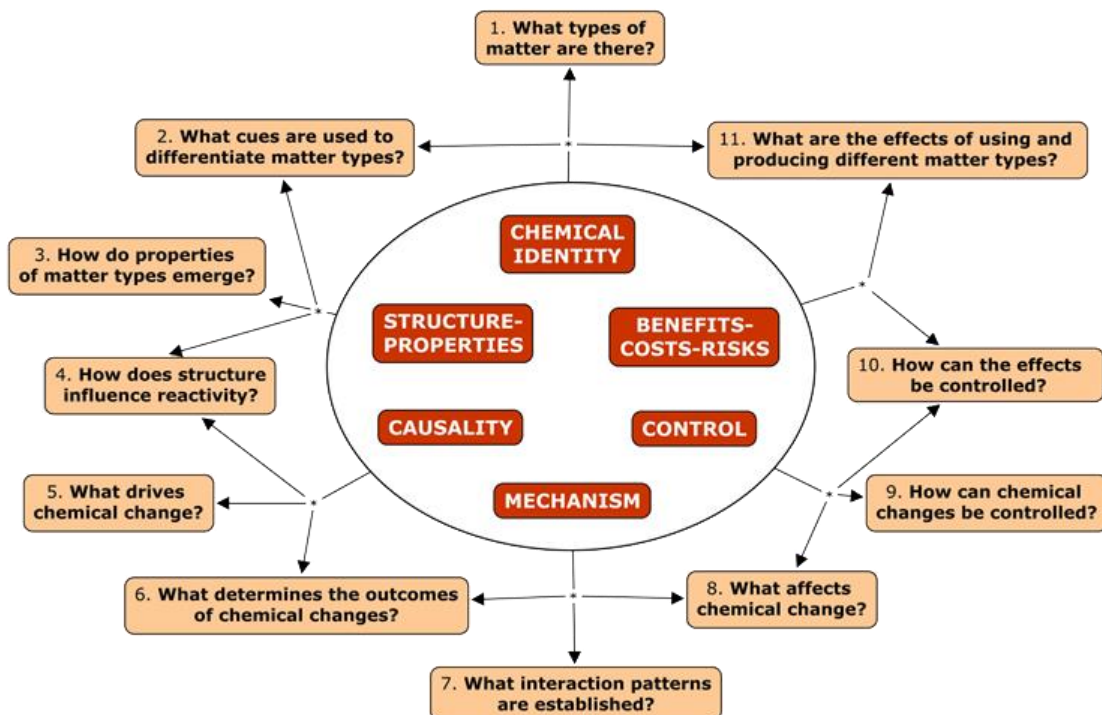 1. What types of
matter are there?
2. What cues are used to
differentiate matter types?
11. What are the effects of using and
producing different matter types?
CHEMICAL
IDENTITY
3. How do properties
of matter types emerge?
STRUCTURE-
PROPERTIES
BENEFITS-
COSTS-RISKS
4. How does structure
influence reactivity?
10. How can the effects
be controlled?
CAUSALITY
CONTROL
5. What drives
chemical change?
MECHANISM
9. How can chemical
changes be controlled?
6. What determines the outcomes
of chemical changes?
8. What affects
chemical change?
7. What interaction patterns
are established?